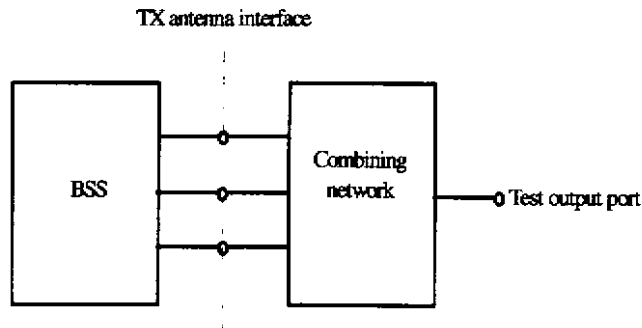 TX antenna interface
BSS
Combining
network
Test output port